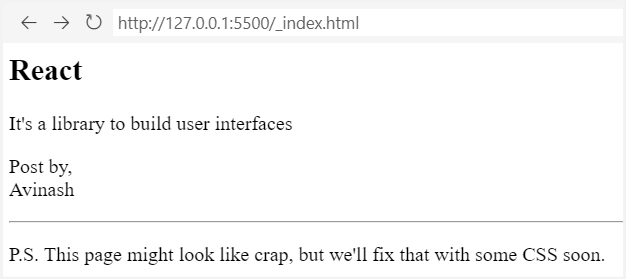 http://127.0.0.1:5500/_index.html
React
It's a library to build user interfaces
Post by,
Avinash
P.S. This page might look like crap, but we'll fix that with some CSS soon.